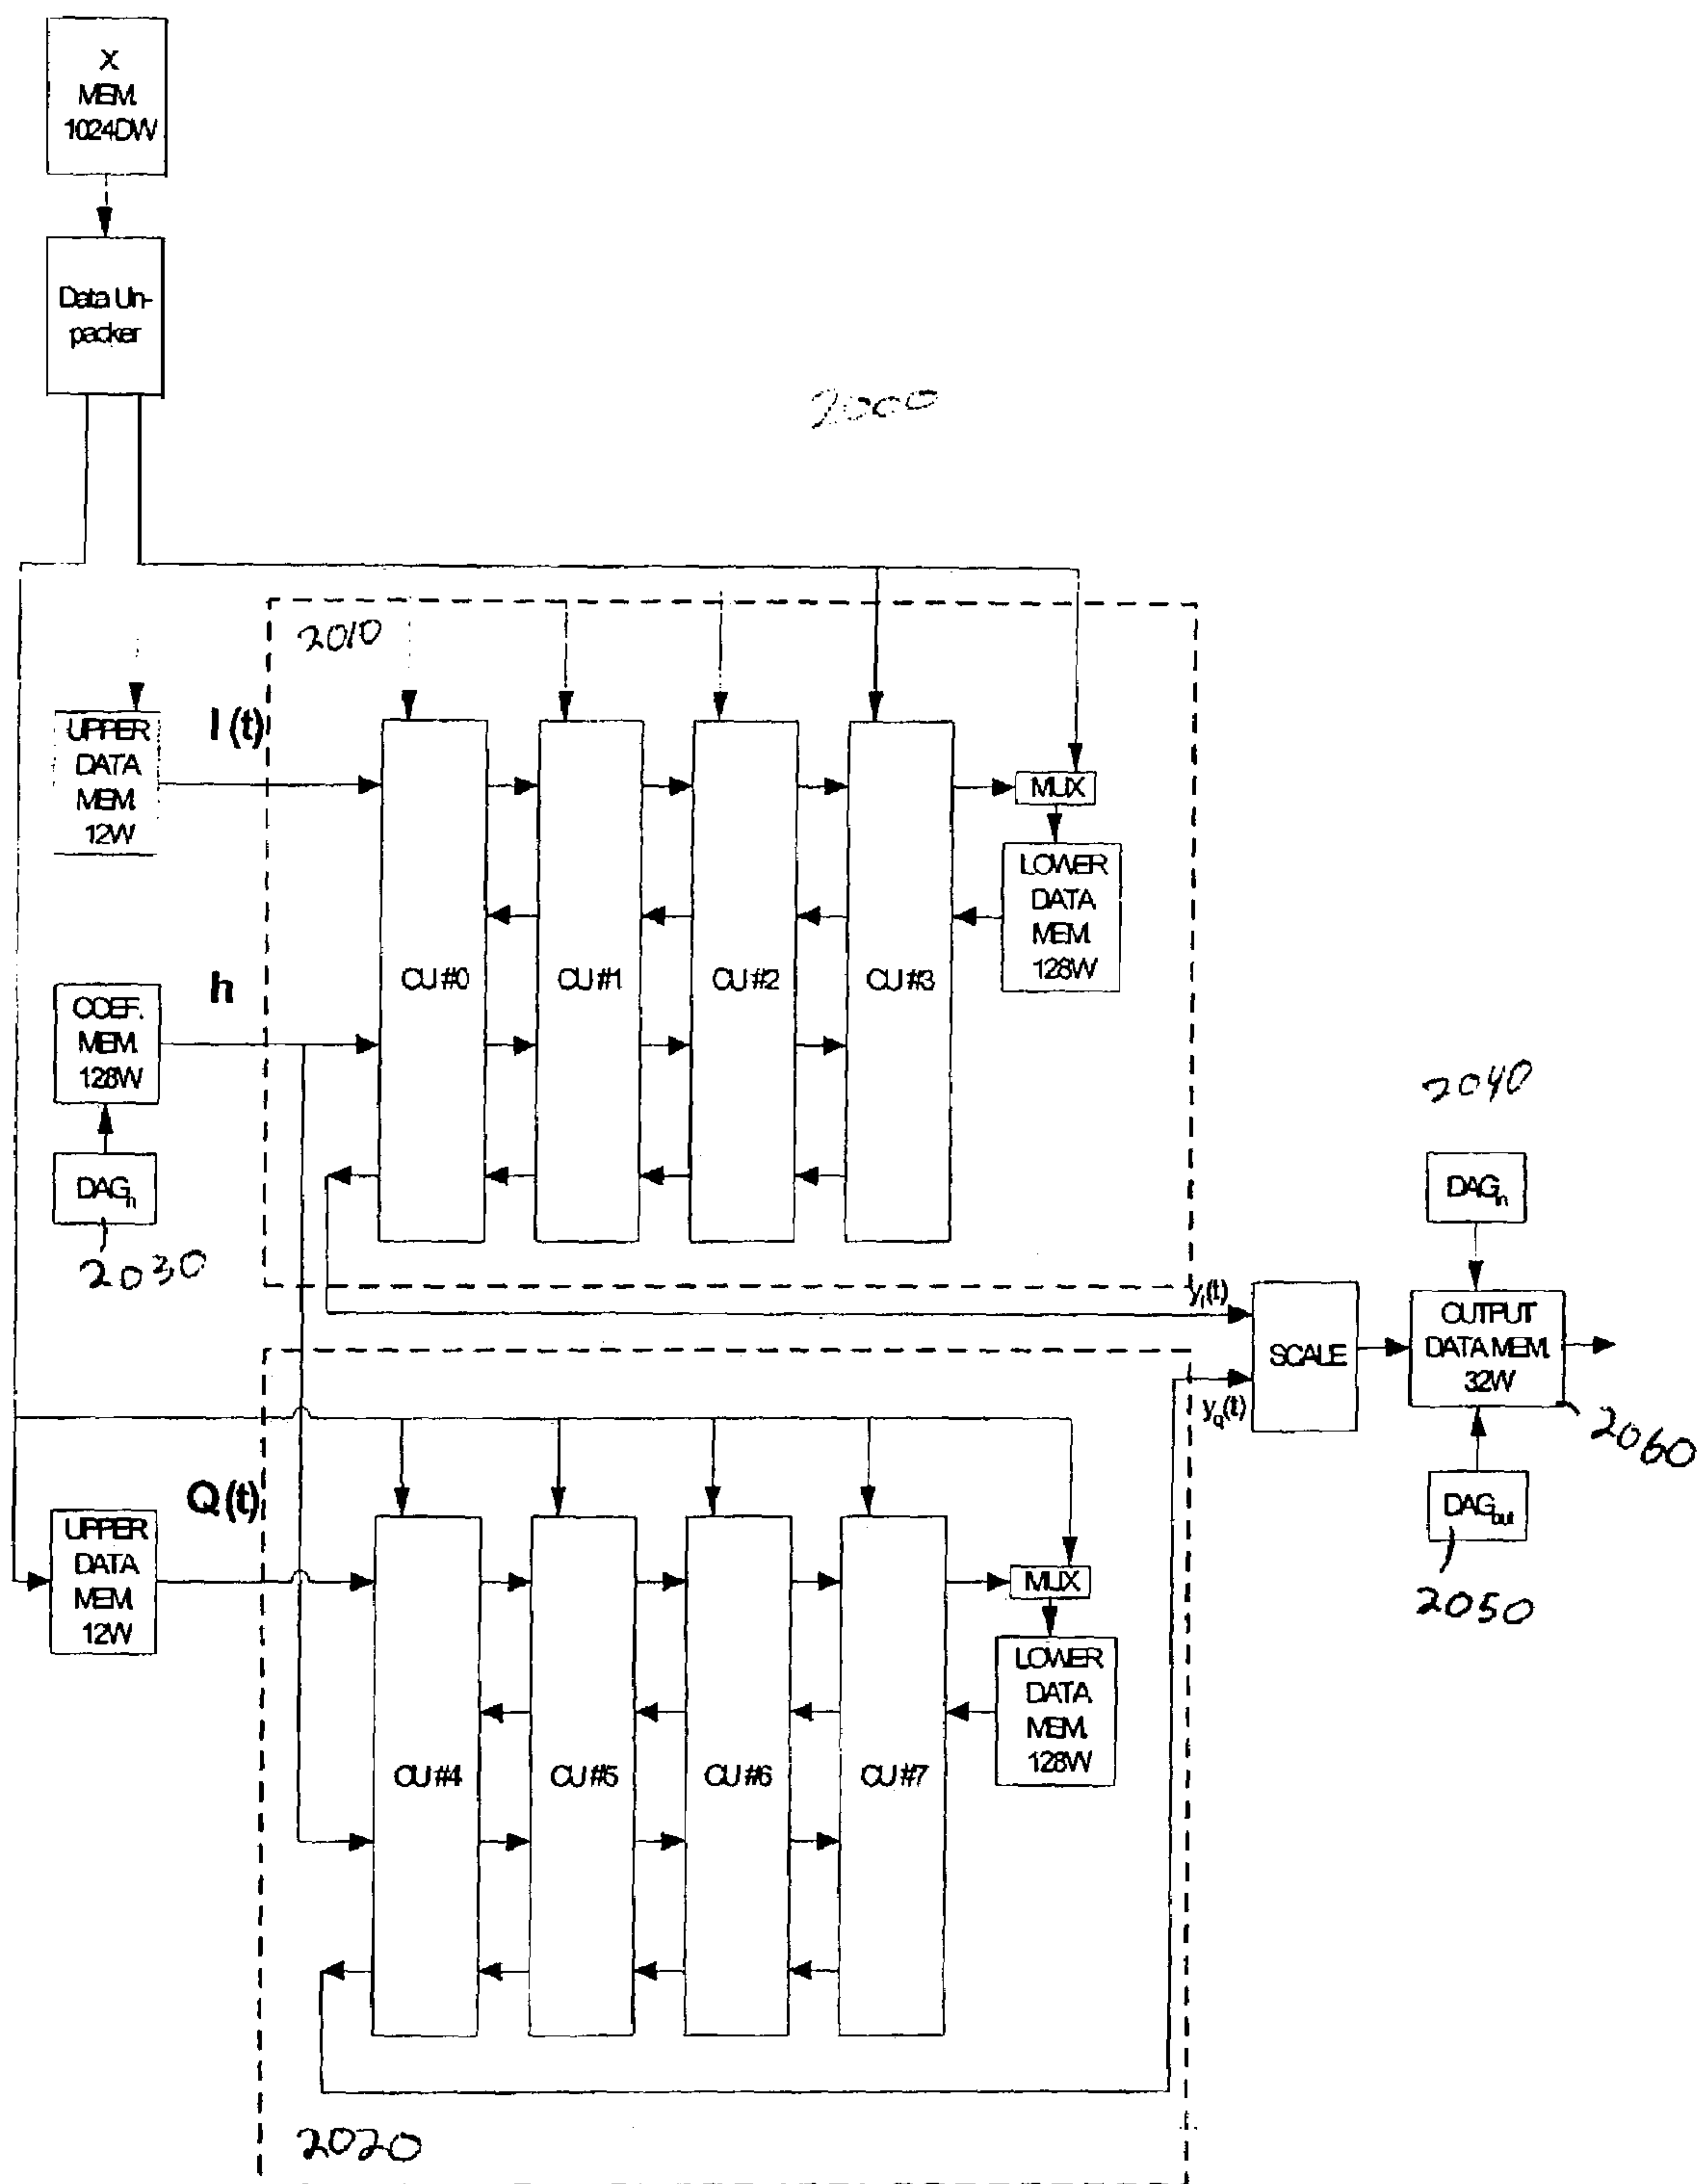 X
MEM.
1024DW
Data Un-
packer
2000
2010
UPPER
DATA
MEM.
12W
I(t)
MUX
LOWER
DATA
MEM.
128W
CU #0
CU #1
CU #2
CU #3
h
COEF.
MEM.
128W
DAGh
2030
2040
DAGin
yi(t)
SCALE
OUTPUT
DATA MEM.
32W
yq(t)
2060
DAGout
2050
Q(t)
UPPER
DATA
MEM.
12W
MUX
LOWER
DATA
MEM.
128W
CU #4
CU #5
CU #6
CU #7
2020